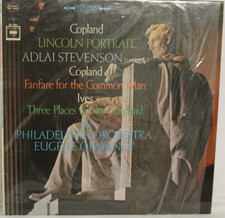 Copland
LINCOLN PORTRAIT
ADLAI STEVENSON
Copland
Fanfare for the Common Man
Ives
Three Places
PHILADELPHIA ORCHESTRA
EUGENE ORMANDY